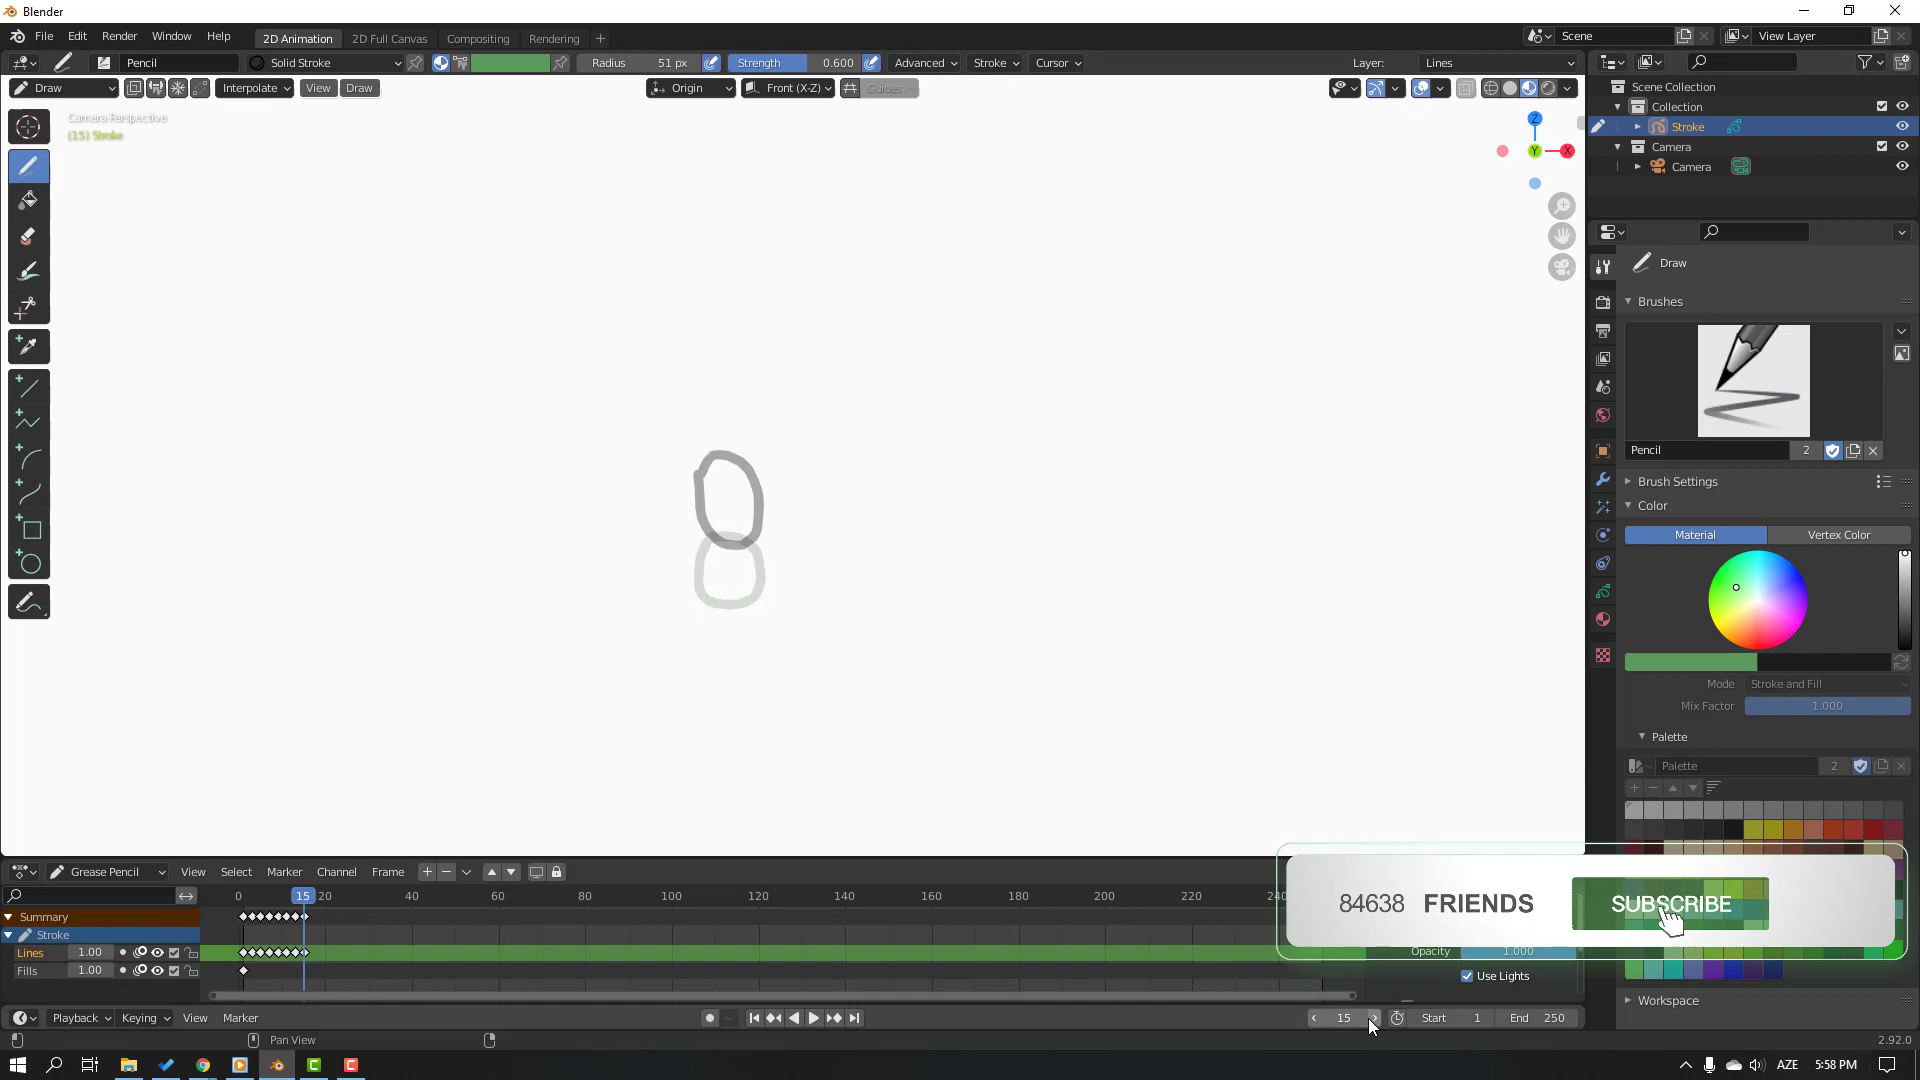 Blender
File Edit Render Window Help 2D Animation 2D Full Canvas Compositing Rendering + Scene View Layer
Pencil Solid Stroke Radius 51 px Strength 0.600 Advanced Stroke Cursor Layer: Lines
Draw Interpolate View Draw Origin Front (X-Z) Guides
Camera Perspective
(15) Stroke
Z
Y
X
Scene Collection
Collection
Stroke
Camera
Camera
Draw
Brushes
Pencil 2
Brush Settings
Color
Material Vertex Color
Mode Stroke and Fill
Mix Factor 1.000
Palette
Palette 2
Grease Pencil View Select Marker Channel Frame
0 15 20 40 60 80 100 120 140 160 180 200 220
84638 FRIENDS SUBSCRIBE
Summary
Stroke
Lines 1.00
Fills 1.00
Opacity 1.000
Use Lights
Workspace
Playback Keying View Marker 15 Start 1 End 250
Pan View 2.92.0
AZE 5:58 PM